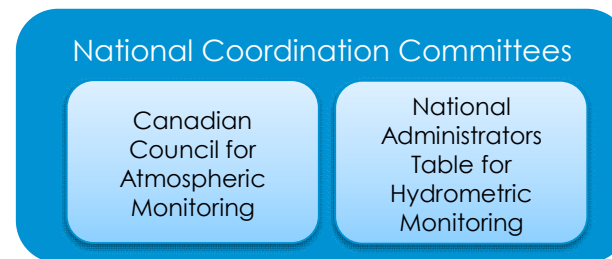 National Coordination Committees
Canadian
Council for
Atmospheric
Monitoring
National
Administrators
Table for
Hydrometric
Monitoring